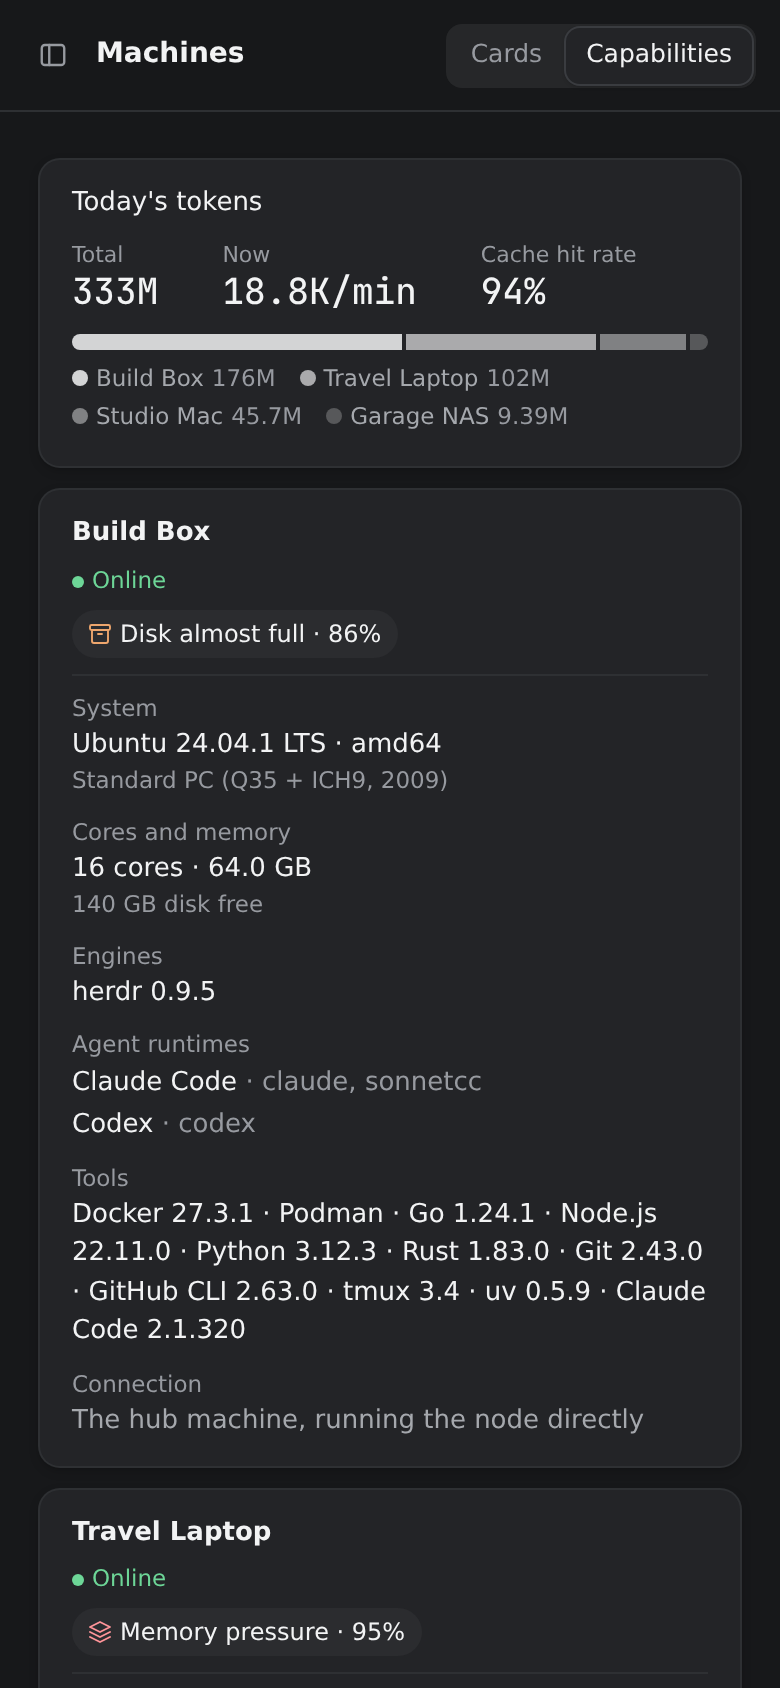 Machines
Cards
Capabilities
Today's tokens
Total
Now
Cache hit rate
333M
18.8K/min
94%
Build Box 176M
Travel Laptop 102M
Studio Mac 45.7M
Garage NAS 9.39M
Build Box
Online
Disk almost full · 86%
System
Ubuntu 24.04.1 LTS · amd64
Standard PC (Q35 + ICH9, 2009)
Cores and memory
16 cores · 64.0 GB
140 GB disk free
Engines
herdr 0.9.5
Agent runtimes
Claude Code · claude, sonnetcc
Codex · codex
Tools
Docker 27.3.1 · Podman · Go 1.24.1 · Node.js
22.11.0 · Python 3.12.3 · Rust 1.83.0 · Git 2.43.0
· GitHub CLI 2.63.0 · tmux 3.4 · uv 0.5.9 · Claude
Code 2.1.320
Connection
The hub machine, running the node directly
Travel Laptop
Online
Memory pressure · 95%